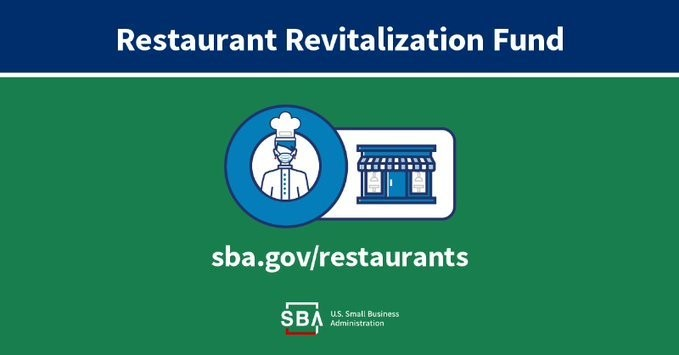 Restaurant Revitalization Fund
sba.gov/restaurants
SBA
U.S. Small Business
Administration